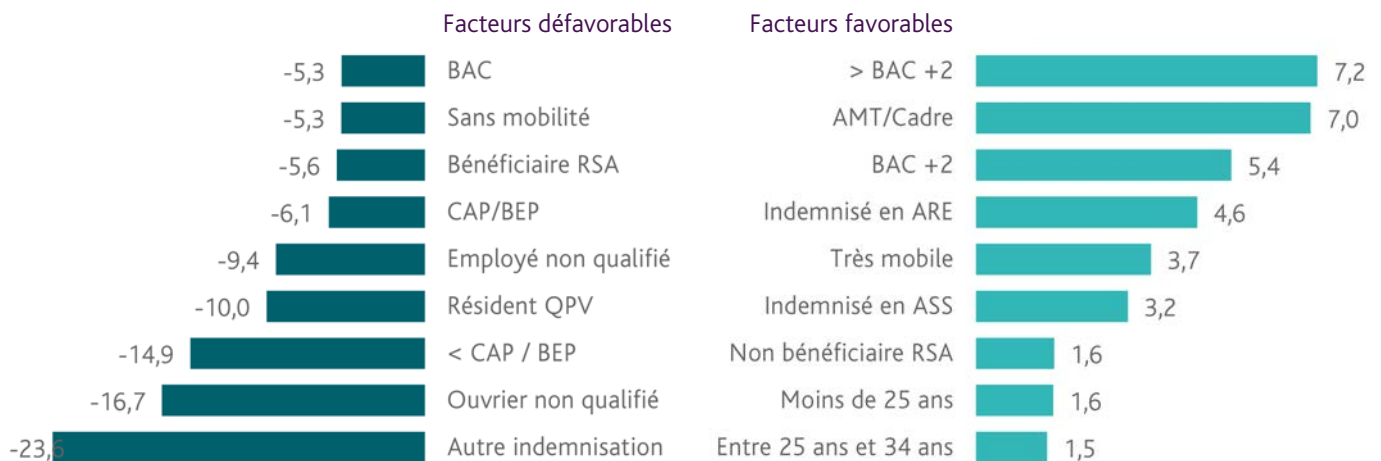 Facteurs défavorables Facteurs favorables
-5,3 BAC > BAC +2 7,2
-5,3 Sans mobilité AMT/Cadre 7,0
-5,6 Bénéficiaire RSA BAC +2 5,4
-6,1 CAP/BEP Indemnisé en ARE 4,6
-9,4 Employé non qualifié Très mobile 3,7
-10,0 Résident QPV Indemnisé en ASS 3,2
-14,9 < CAP / BEP Non bénéficiaire RSA 1,6
-16,7 Ouvrier non qualifié Moins de 25 ans 1,6
-23,6 Autre indemnisation Entre 25 ans et 34 ans 1,5